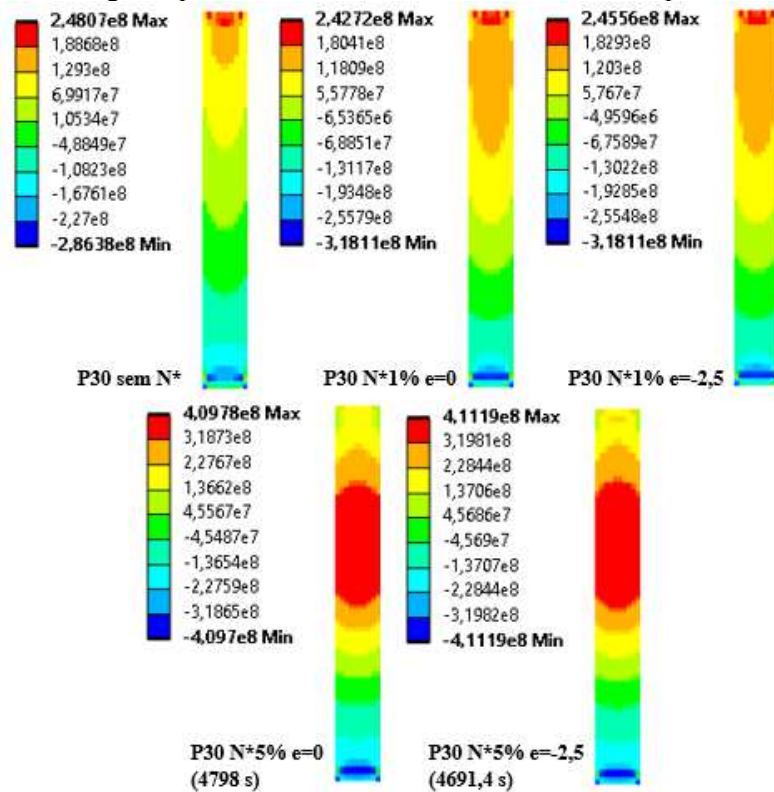 2,4807e8 Max
1,8868e8
1,293e8
6,9917e7
1,0534e7
-4,8849e7
-1,0823e8
-1,6761e8
-2,27e8
-2,8638e8 Min
P30 sem N*
2,4272e8 Max
1,8041e8
1,1809e8
5,5778e7
-6,5365e6
-6,8851e7
-1,3117e8
-1,9348e8
-2,5579e8
-3,1811e8 Min
P30 N*1% e=0
2,4556e8 Max
1,8293e8
1,203e8
5,767e7
-4,9596e6
-6,7589e7
-1,3022e8
-1,9285e8
-2,5548e8
-3,1811e8 Min
P30 N*1% e=-2,5
4,0978e8 Max
3,1873e8
2,2767e8
1,3662e8
4,5567e7
-4,5487e7
-1,3654e8
-2,2759e8
-3,1865e8
-4,097e8 Min
P30 N*5% e=0
(4798 s)
4,1119e8 Max
3,1981e8
2,2844e8
1,3706e8
4,5686e7
-4,569e7
-1,3707e8
-2,2844e8
-3,1982e8
-4,1119e8 Min
P30 N*5% e=-2,5
(4691,4 s)